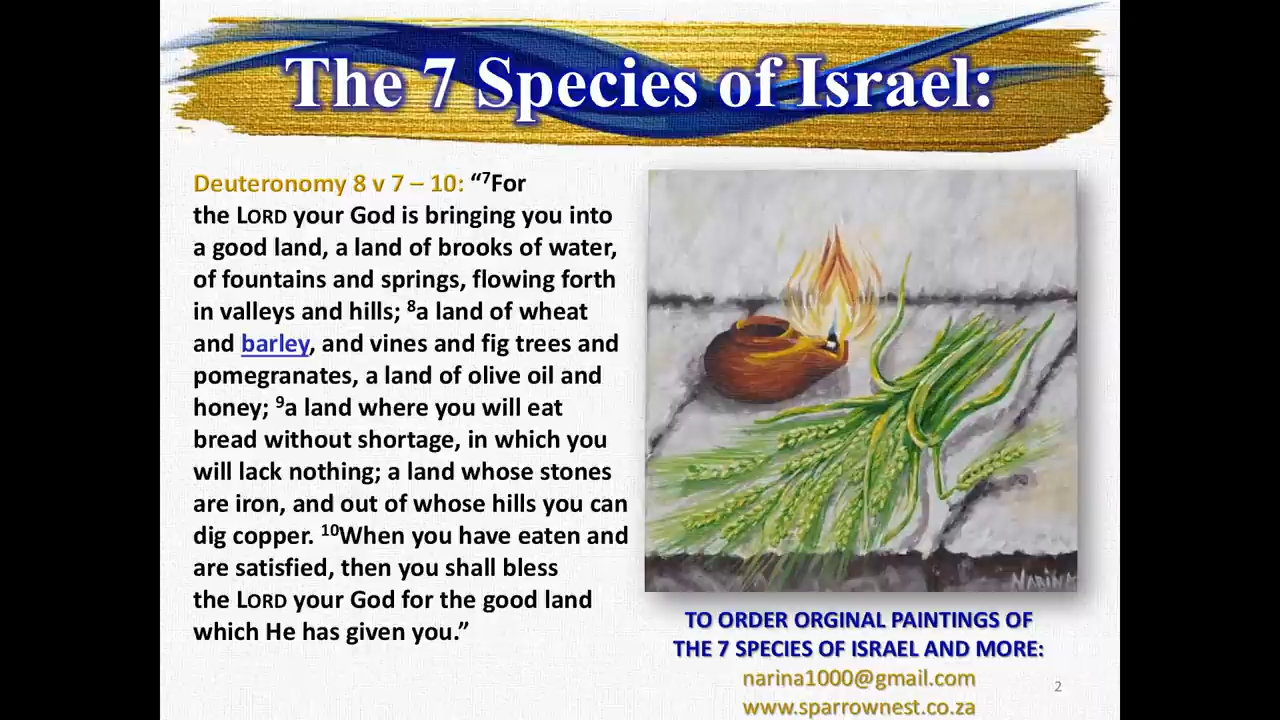 The 7 Species of Israel:
Deuteronomy 8 v 7 – 10: “⁷For
the LORD your God is bringing you into
a good land, a land of brooks of water,
of fountains and springs, flowing forth
in valleys and hills; ⁸a land of wheat
and barley, and vines and fig trees and
pomegranates, a land of olive oil and
honey; ⁹a land where you will eat
bread without shortage, in which you
will lack nothing; a land whose stones
are iron, and out of whose hills you can
dig copper. ¹⁰When you have eaten and
are satisfied, then you shall bless
the LORD your God for the good land
which He has given you.”
NARINA
TO ORDER ORGINAL PAINTINGS OF
THE 7 SPECIES OF ISRAEL AND MORE:
narina1000@gmail.com
www.sparrownest.co.za
2